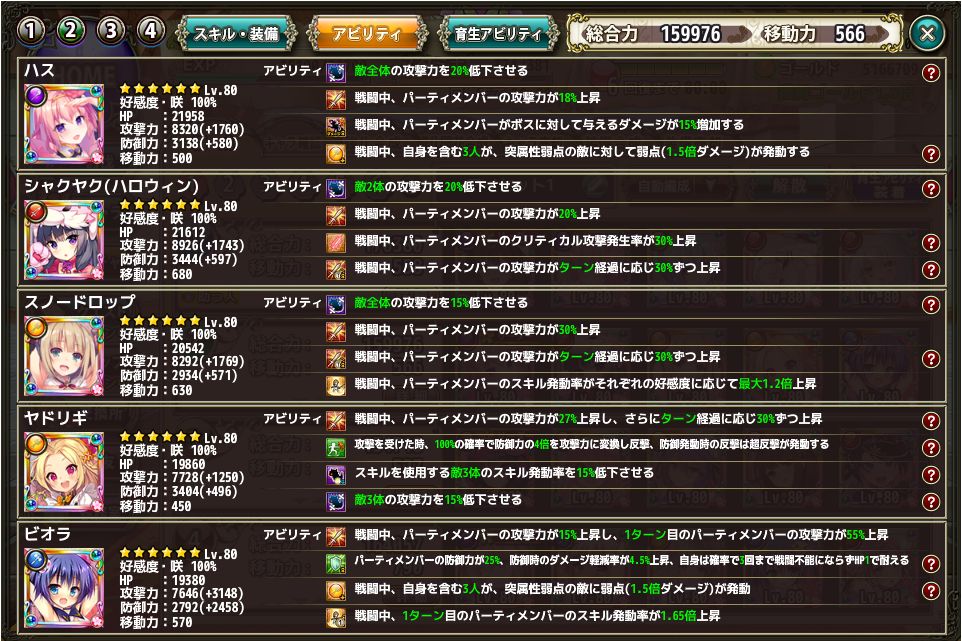 1 2 3 4 スキル・装備 アビリティ 育生アビリティ 総合力 159976 移動力 566
ハス
★★★★★★ Lv.80
好感度・咲 100%
HP : 21958
攻撃力 : 8320(+1760)
防御力 : 3138(+580)
移動力 : 500
アビリティ 敵全体の攻撃力を20%低下させる
戦闘中、パーティメンバーの攻撃力が18%上昇
戦闘中、パーティメンバーがボスに対して与えるダメージが15%増加する
戦闘中、自身を含む3人が、突属性弱点の敵に対して弱点(1.5倍ダメージ)が発動する
シャクヤク(ハロウィン)
★★★★★★ Lv.80
好感度・咲 100%
HP : 21612
攻撃力 : 8926(+1743)
防御力 : 3444(+597)
移動力 : 680
アビリティ 敵2体の攻撃力を20%低下させる
戦闘中、パーティメンバーの攻撃力が20%上昇
戦闘中、パーティメンバーのクリティカル攻撃発生率が30%上昇
戦闘中、パーティメンバーの攻撃力がターン経過に応じ30%ずつ上昇
スノードロップ
★★★★★★ Lv.80
好感度・咲 100%
HP : 20542
攻撃力 : 8292(+1769)
防御力 : 2934(+571)
移動力 : 630
アビリティ 敵全体の攻撃力を15%低下させる
戦闘中、パーティメンバーの攻撃力が30%上昇
戦闘中、パーティメンバーの攻撃力がターン経過に応じ30%ずつ上昇
戦闘中、パーティメンバーのスキル発動率がそれぞれの好感度に応じて最大1.2倍上昇
ヤドリギ
★★★★★★ Lv.80
好感度・咲 100%
HP : 19860
攻撃力 : 7728(+1250)
防御力 : 3404(+496)
移動力 : 450
アビリティ 戦闘中、パーティメンバーの攻撃力が27%上昇し、さらにターン経過に応じ30%ずつ上昇
攻撃を受けた時、100%の確率で防御力の4倍を攻撃力に変換し反撃、防御発動時の反撃は超反撃が発動する
スキルを使用する敵3体のスキル発動率を15%低下させる
敵3体の攻撃力を15%低下させる
ビオラ
★★★★★★ Lv.80
好感度・咲 100%
HP : 19380
攻撃力 : 7646(+3148)
防御力 : 2792(+2458)
移動力 : 570
アビリティ 戦闘中、パーティメンバーの攻撃力が15%上昇し、1ターン目のパーティメンバーの攻撃力が55%上昇
パーティメンバーの防御力が25%、防御時のダメージ軽減率が4.5%上昇、自身は確率で3回まで戦闘不能にならずHP1で耐える
戦闘中、自身を含む3人が、突属性弱点の敵に弱点(1.5倍ダメージ)が発動
戦闘中、1ターン目のパーティメンバーのスキル発動率が1.65倍上昇